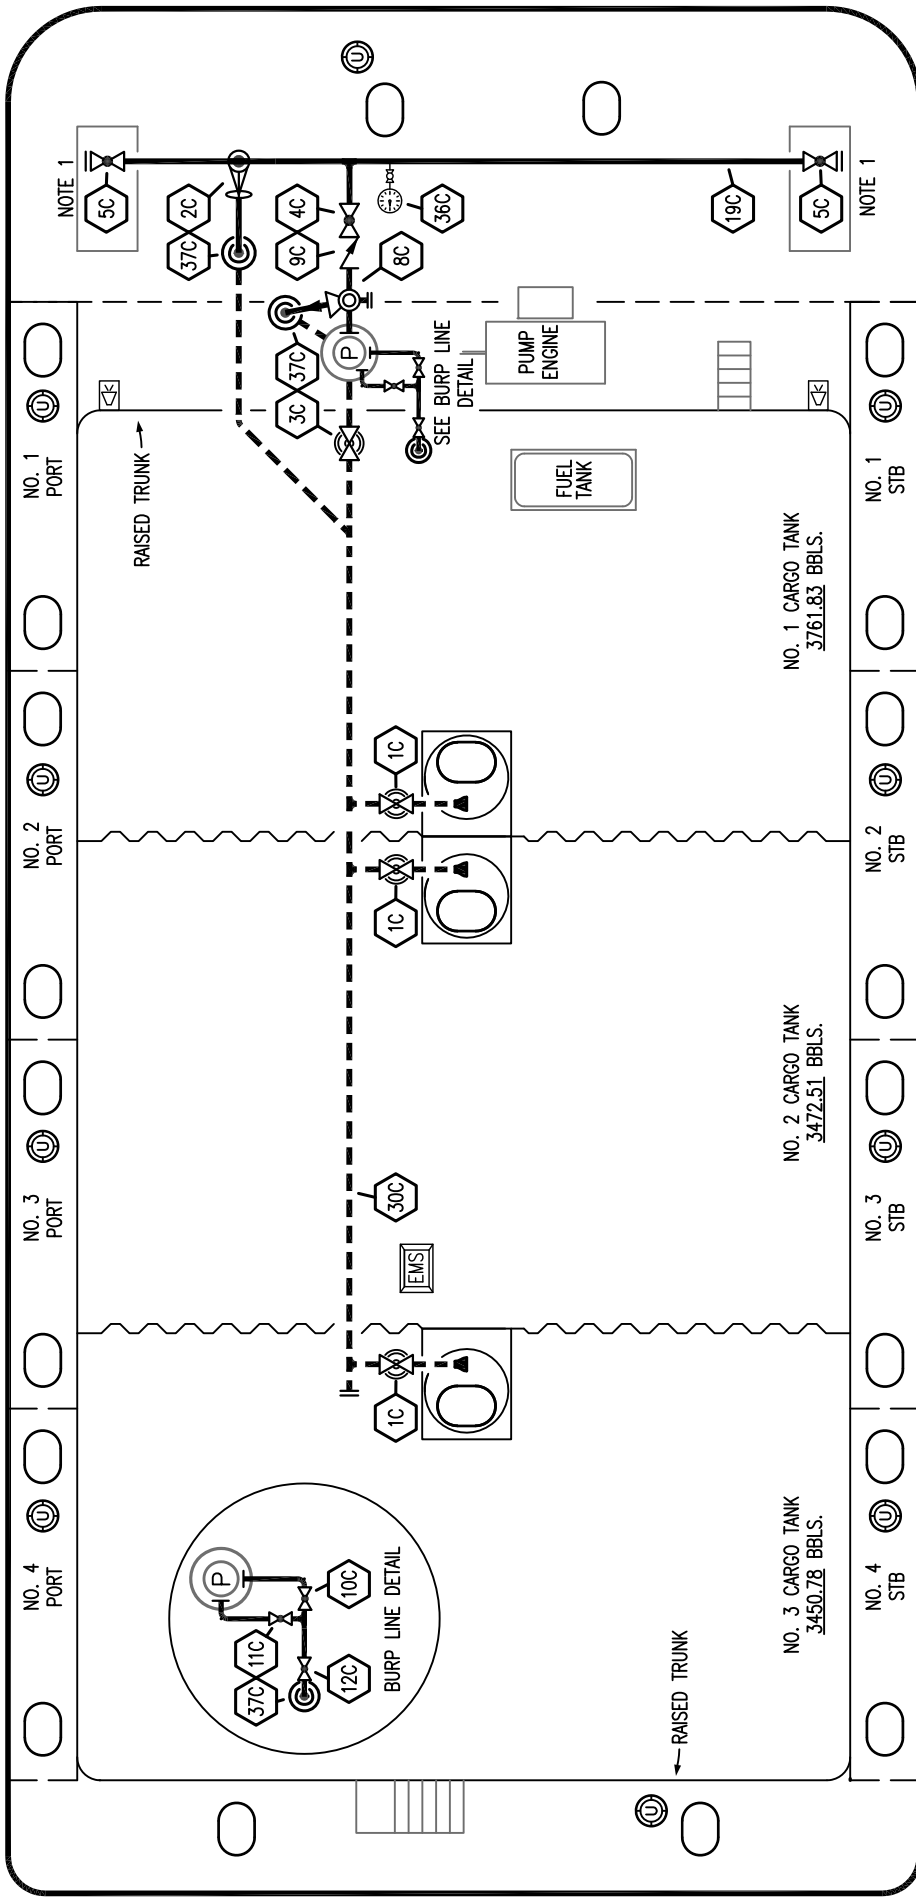 NOTE 1
5C
2C
37C
4C
9C
8C
36C
19C
5C
NOTE 1
U
NO. 1
PORT
U
RAISED TRUNK
37C
3C
P
SEE BURP LINE
DETAIL
PUMP
ENGINE
FUEL
TANK
NO. 1 CARGO TANK
3761.83 BBLS.
NO. 1
STB
U
NO. 2
PORT
U
1C
1C
NO. 2
STB
U
NO. 3
PORT
U
30C
EMS
NO. 2 CARGO TANK
3472.51 BBLS.
NO. 3
STB
U
1C
NO. 4
PORT
U
P
10C
11C
37C
12C
BURP LINE DETAIL
NO. 3 CARGO TANK
3450.78 BBLS.
NO. 4
STB
U
RAISED TRUNK
U